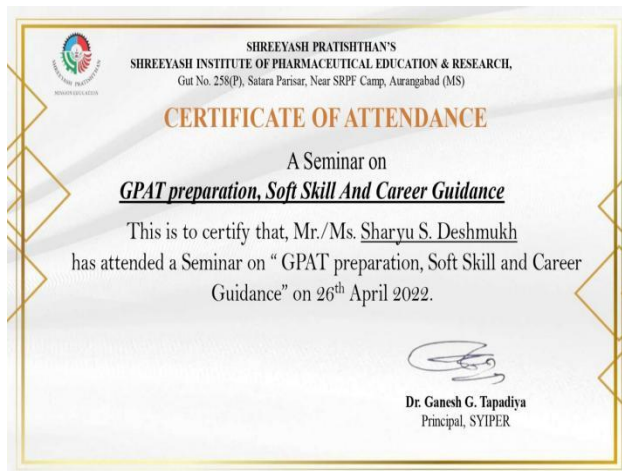 SHREEYASH PRATISHTHAN'S
SHREEYASH INSTITUTE OF PHARMACEUTICAL EDUCATION & RESEARCH,
Gut No. 258(P), Satara Parisar, Near SRPF Camp, Aurangabad (MS)
SHREEYASH PRATISHTHAN
CERTIFICATE OF ATTENDANCE
A Seminar on
GPAT preparation, Soft Skill And Career Guidance
This is to certify that, Mr./Ms. Sharyu S. Deshmukh
has attended a Seminar on “ GPAT preparation, Soft Skill and Career
Guidance” on 26th April 2022.
Dr. Ganesh G. Tapadiya
Principal, SYIPER